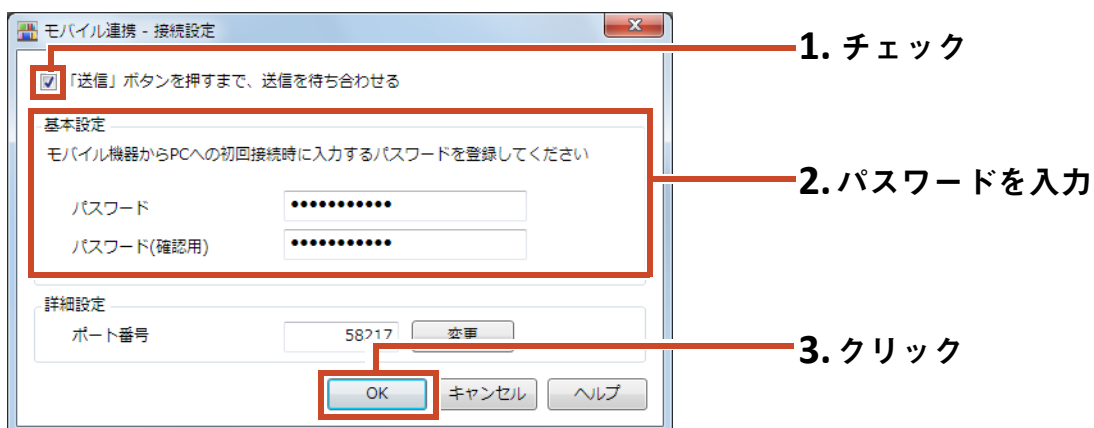 モバイル連携 - 接続設定
1. チェック
「送信」ボタンを押すまで、送信を待ち合わせる
基本設定
モバイル機器からPCへの初回接続時に入力するパスワードを登録してください
2. パスワードを入力
パスワード ●●●●●●●●●●●
パスワード(確認用) ●●●●●●●●●●●
詳細設定
ポート番号 58217 変更
3. クリック
OK キャンセル ヘルプ